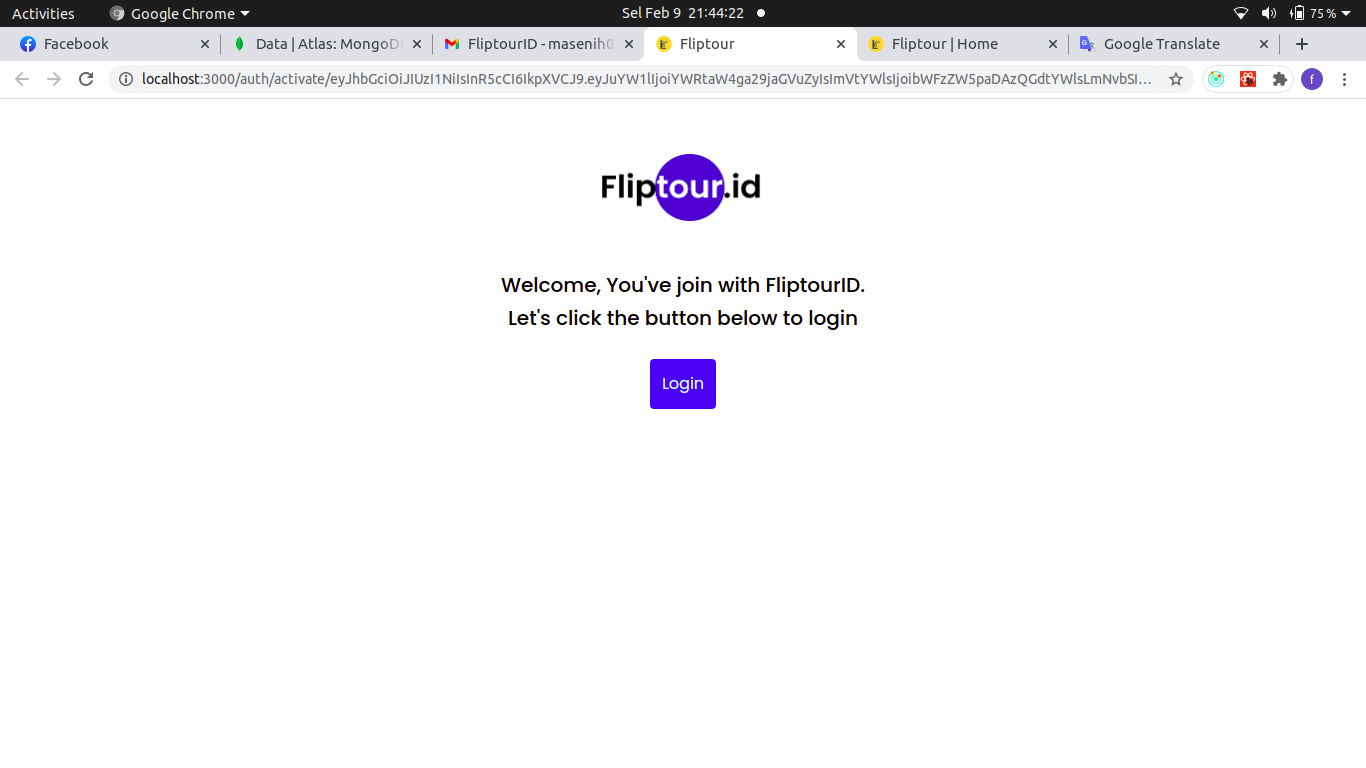 Activities Google Chrome Sel Feb 9 21:44:22 75%
Facebook Data | Atlas: MongoD FliptourID - masenih0 Fliptour Fliptour | Home Google Translate
localhost:3000/auth/activate/eyJhbGciOiJIUzI1NiIsInR5cCI6IkpXVCJ9.eyJuYW1lIjoiYWRtaW4ga29jaGVuZyIsImVtYWlsIjoibWFzZW5paDAzQGdtYWlsLmNvbSI... f
Fliptour.id
Welcome, You've join with FliptourID.
Let's click the button below to login
Login